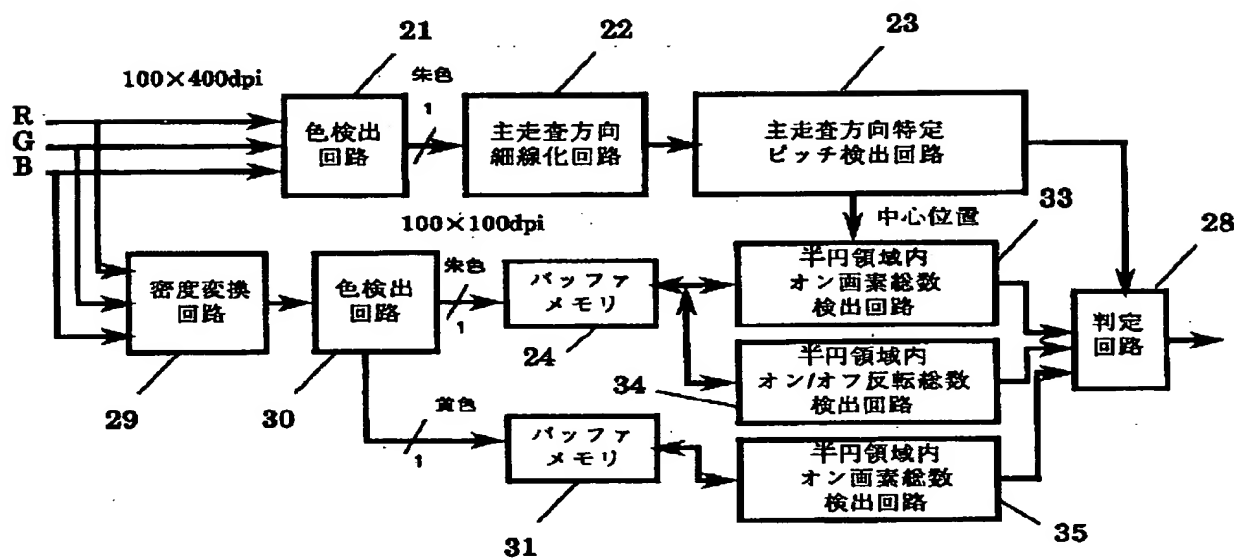 21
22
23
100×400dpi
朱色
1
R
G
B
色検出
回路
主走査方向
細線化回路
主走査方向特定
ピッチ検出回路
100×100dpi
中心位置
33
28
密度変換
回路
色検出
回路
朱色
1
バッファ
メモリ
半円領域内
オン画素総数
検出回路
判定
回路
29
30
24
34
半円領域内
オン/オフ反転総数
検出回路
黄色
1
バッファ
メモリ
半円領域内
オン画素総数
検出回路
31
35